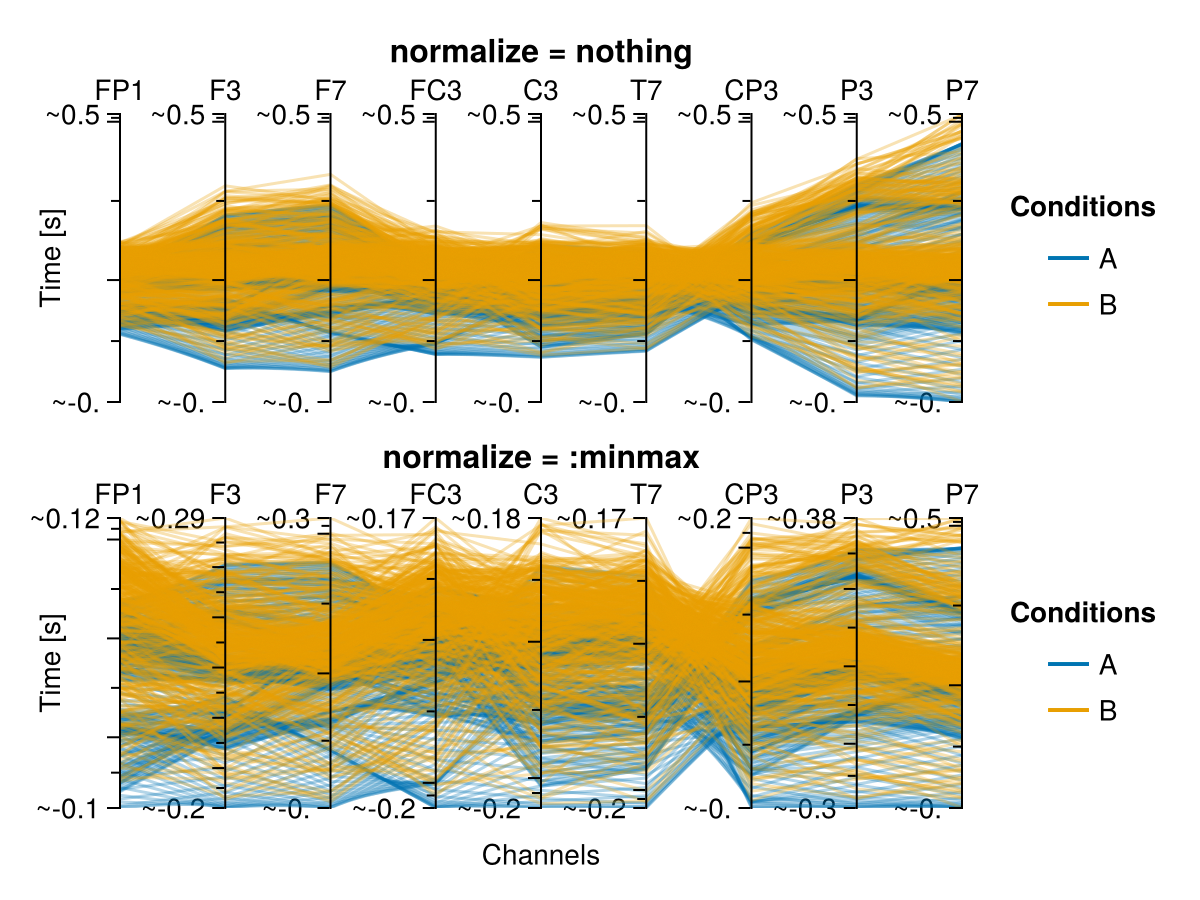 normalize = nothing
FP1 F3 F7 FC3 C3 T7 CP3 P3 P7
~0.5 ~0.5 ~0.5 ~0.5 ~0.5 ~0.5 ~0.5 ~0.5 ~0.5
Time [s]
~-0. ~-0. ~-0. ~-0. ~-0. ~-0. ~-0. ~-0. ~-0.
Conditions
A
B
normalize = :minmax
FP1 F3 F7 FC3 C3 T7 CP3 P3 P7
~0.12 ~0.29 ~0.3 ~0.17 ~0.18 ~0.17 ~0.2 ~0.38 ~0.5
Time [s]
~-0.1 ~-0.2 ~-0. ~-0.2 ~-0.2 ~-0.2 ~-0. ~-0.3 ~-0.
Conditions
A
B
Channels